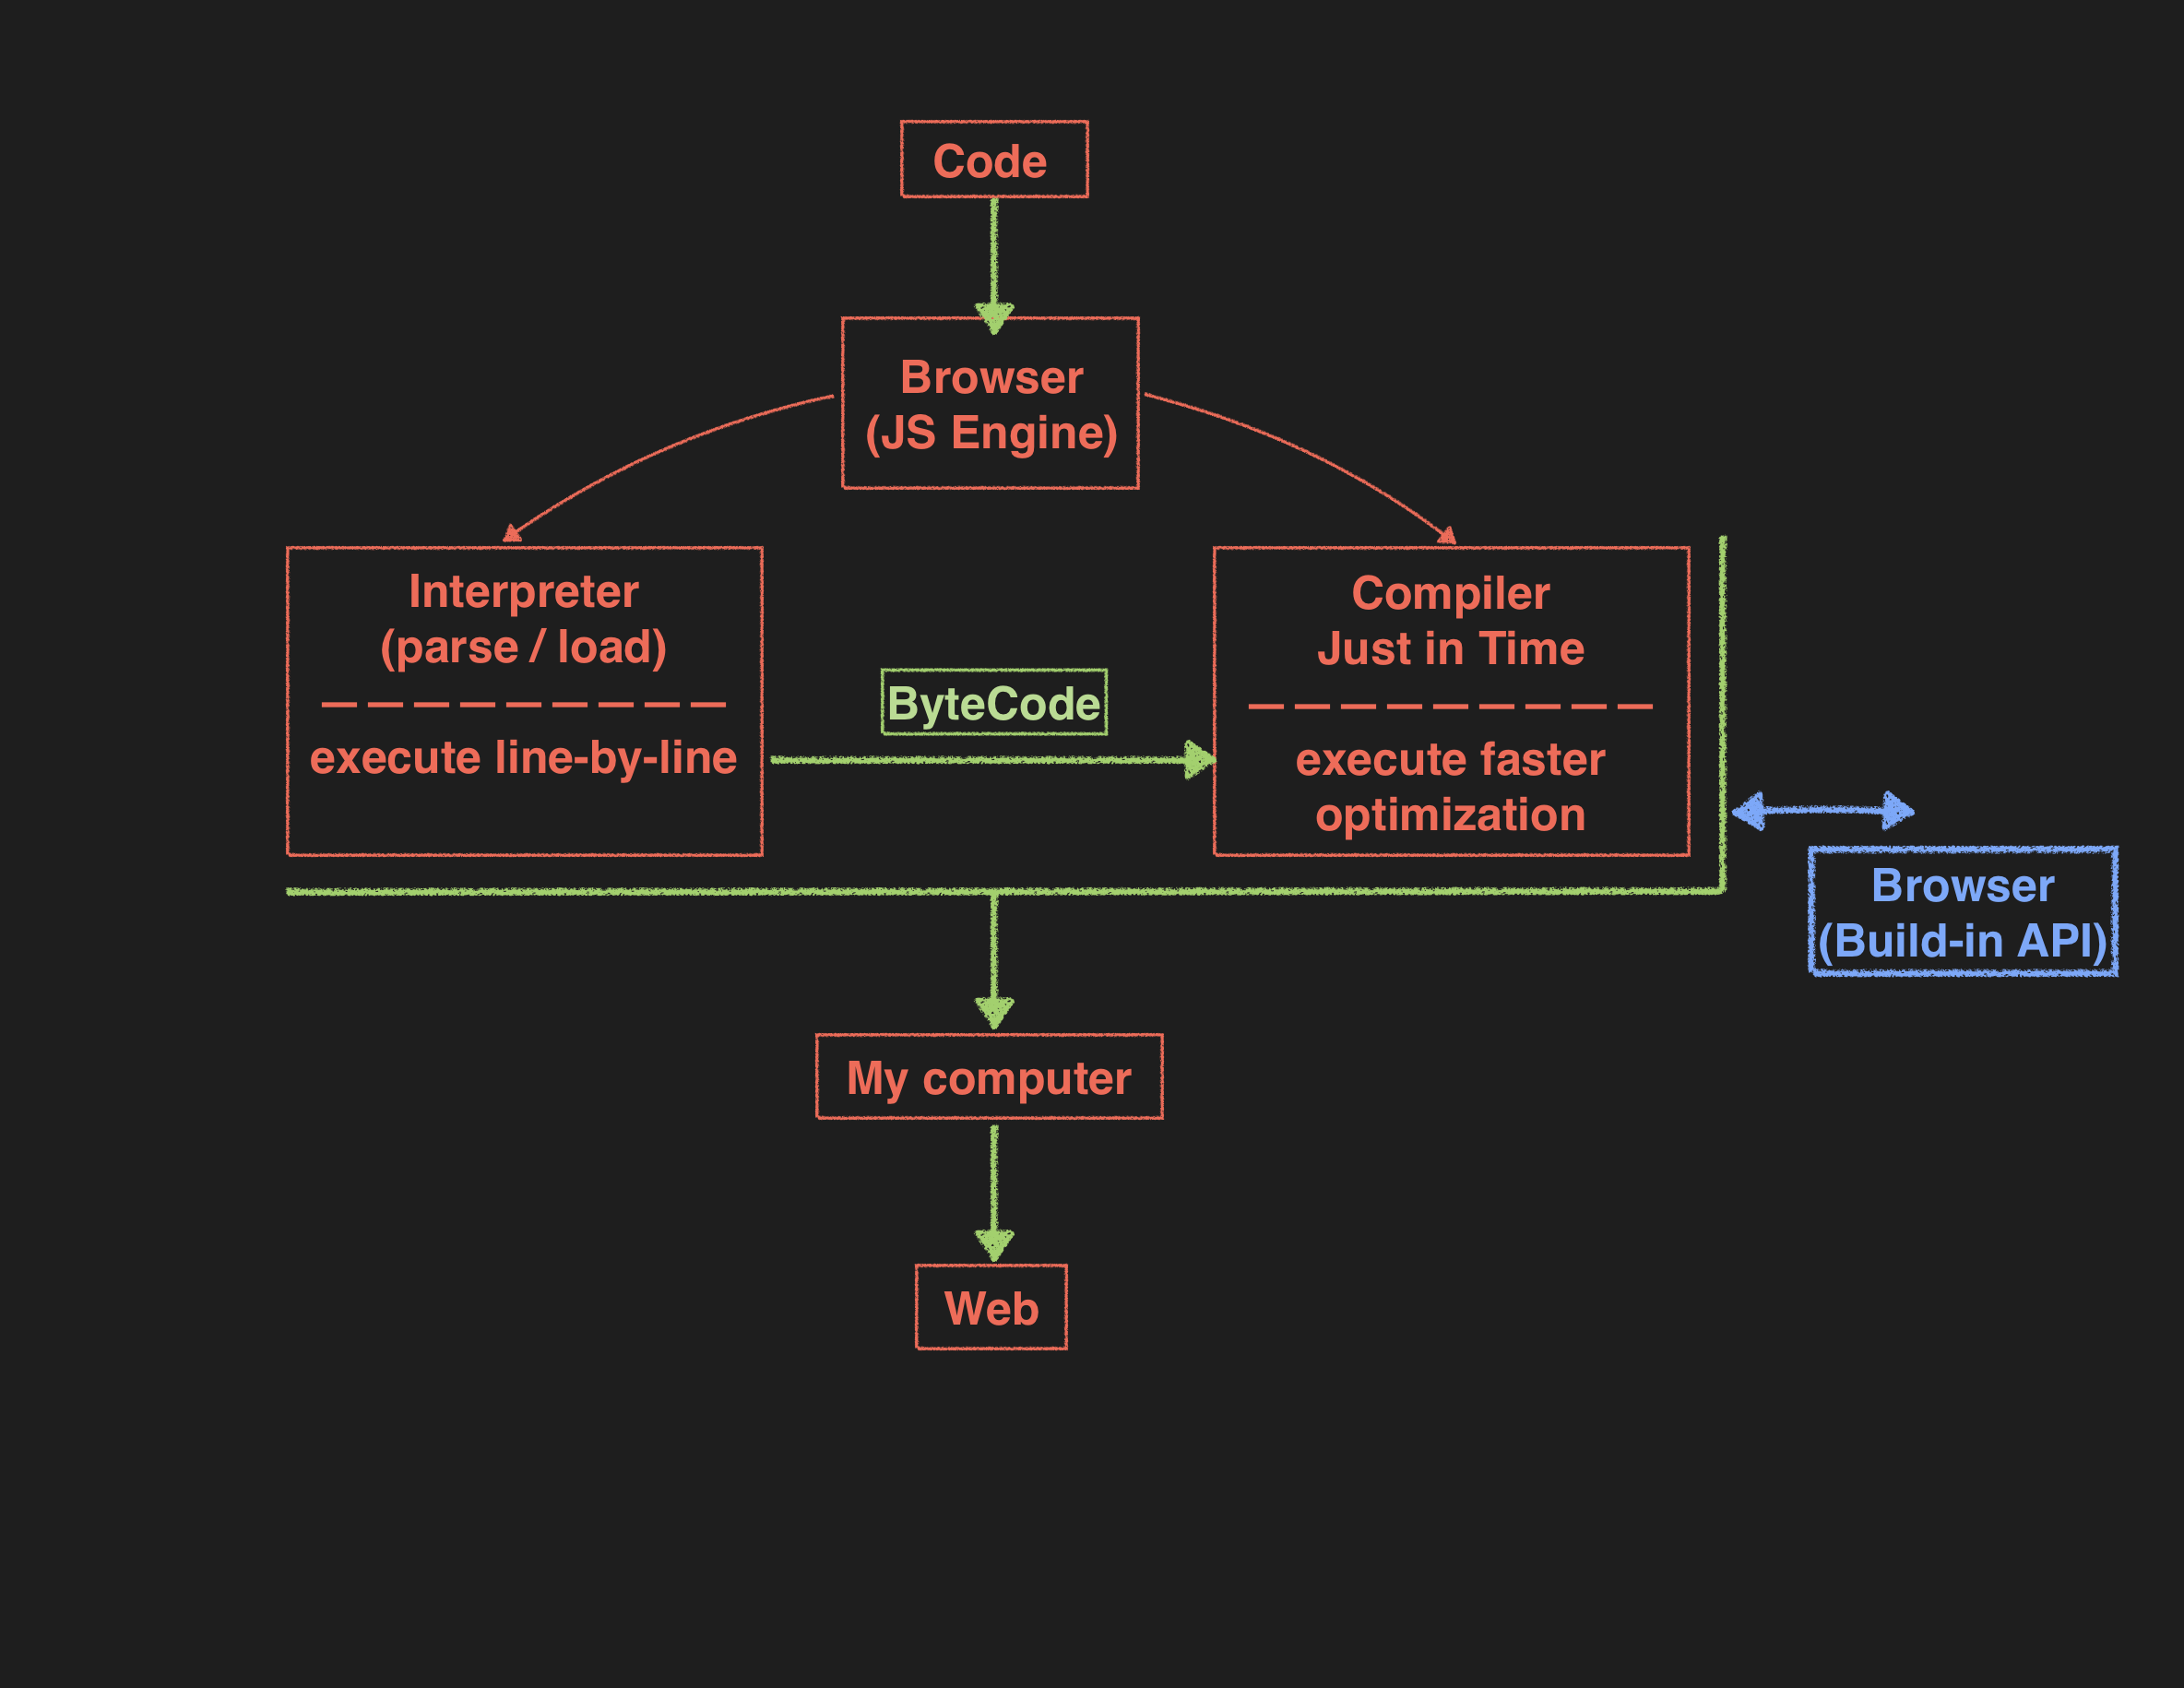 Code
Browser
(JS Engine)
Interpreter
(parse / load)
execute line-by-line
ByteCode
Compiler
Just in Time
execute faster
optimization
Browser
(Build-in API)
My computer
Web